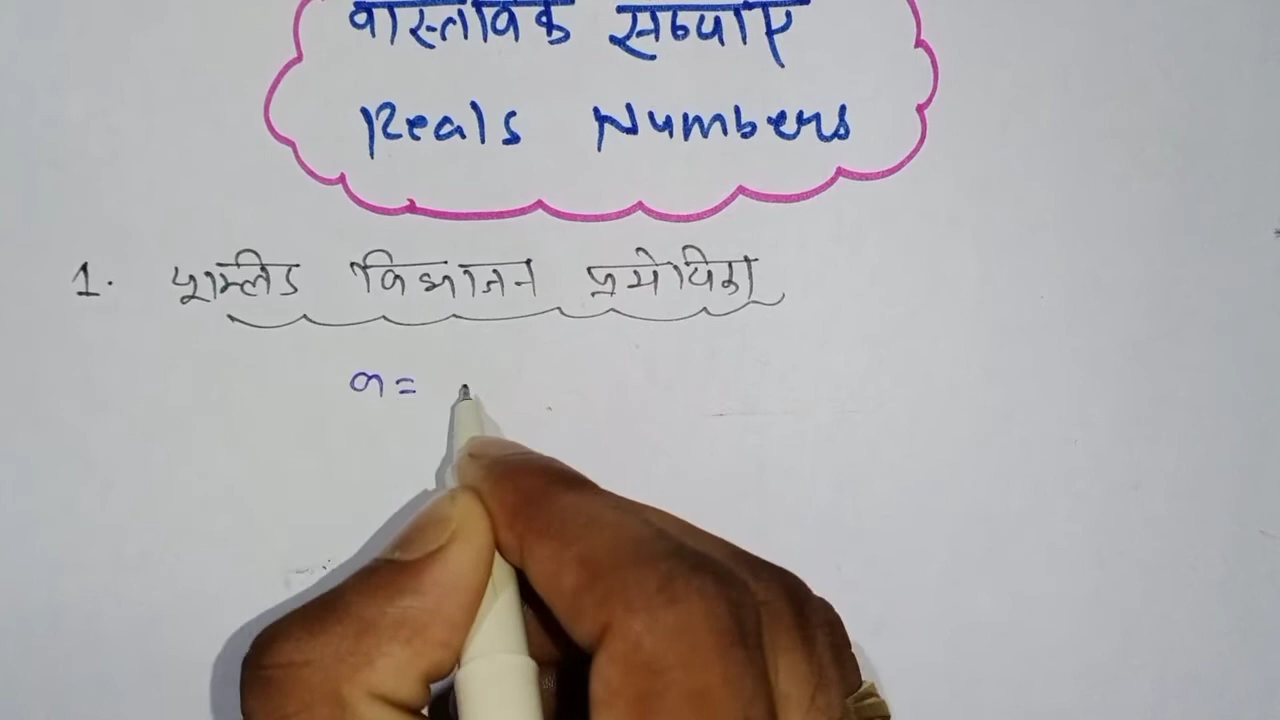 वास्तविक संख्याए
Reals Numbers
1. यूक्लिड विभाजन प्रमेयिका
a =